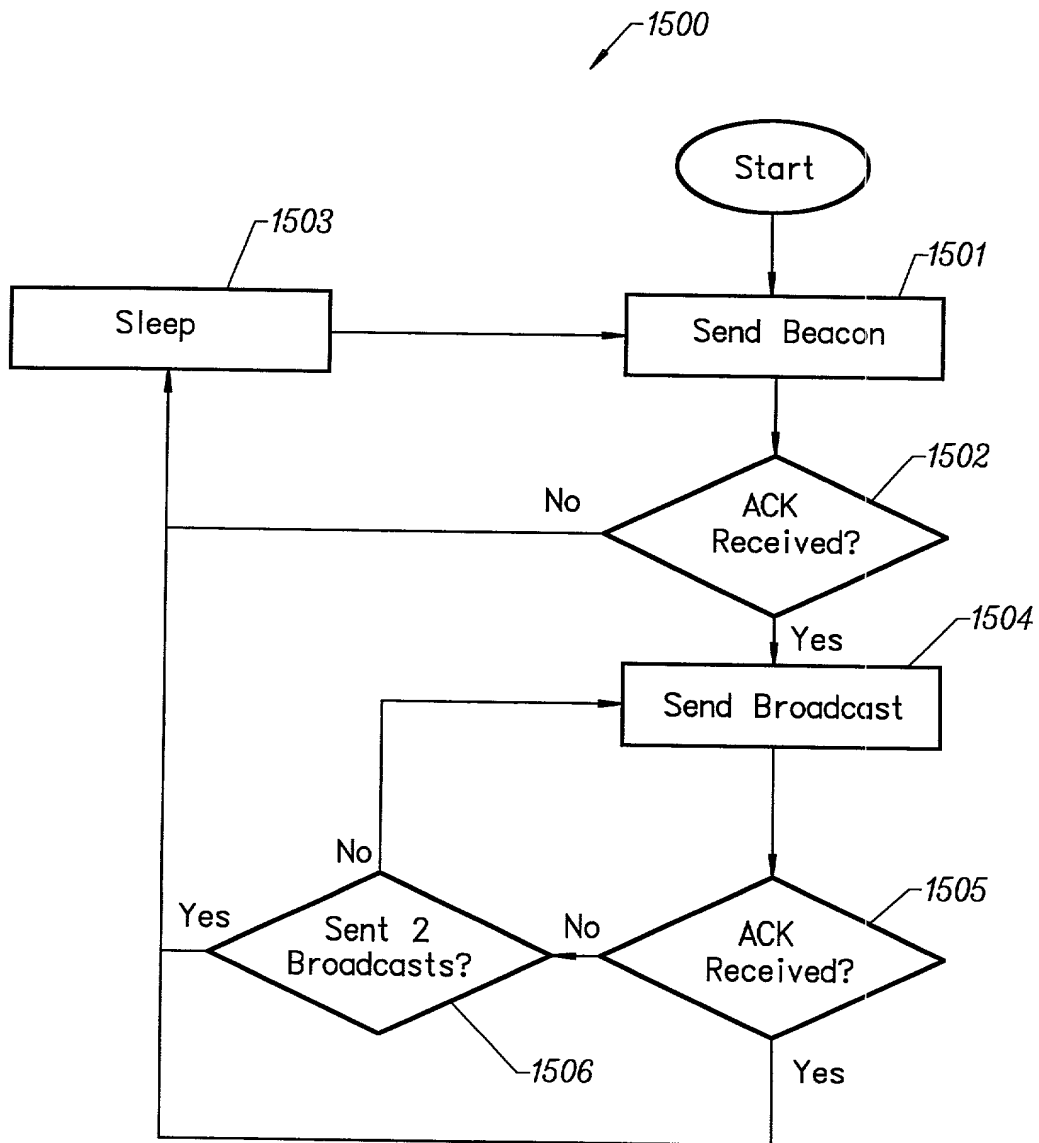 1500
Start
1503
1501
Sleep
Send Beacon
1502
No
ACK
Received?
Yes
1504
Send Broadcast
No
1505
Yes
Sent 2
Broadcasts?
No
ACK
Received?
1506
Yes